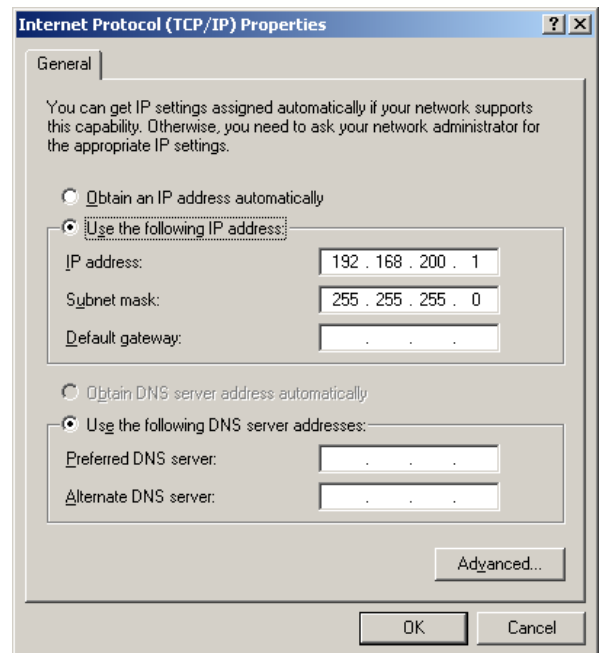 Internet Protocol (TCP/IP) Properties
General
You can get IP settings assigned automatically if your network supports
this capability. Otherwise, you need to ask your network administrator for
the appropriate IP settings.
Obtain an IP address automatically
Use the following IP address:
IP address: 192 . 168 . 200 . 1
Subnet mask: 255 . 255 . 255 . 0
Default gateway: . . .
Obtain DNS server address automatically
Use the following DNS server addresses:
Preferred DNS server: . . .
Alternate DNS server: . . .
Advanced...
OK Cancel